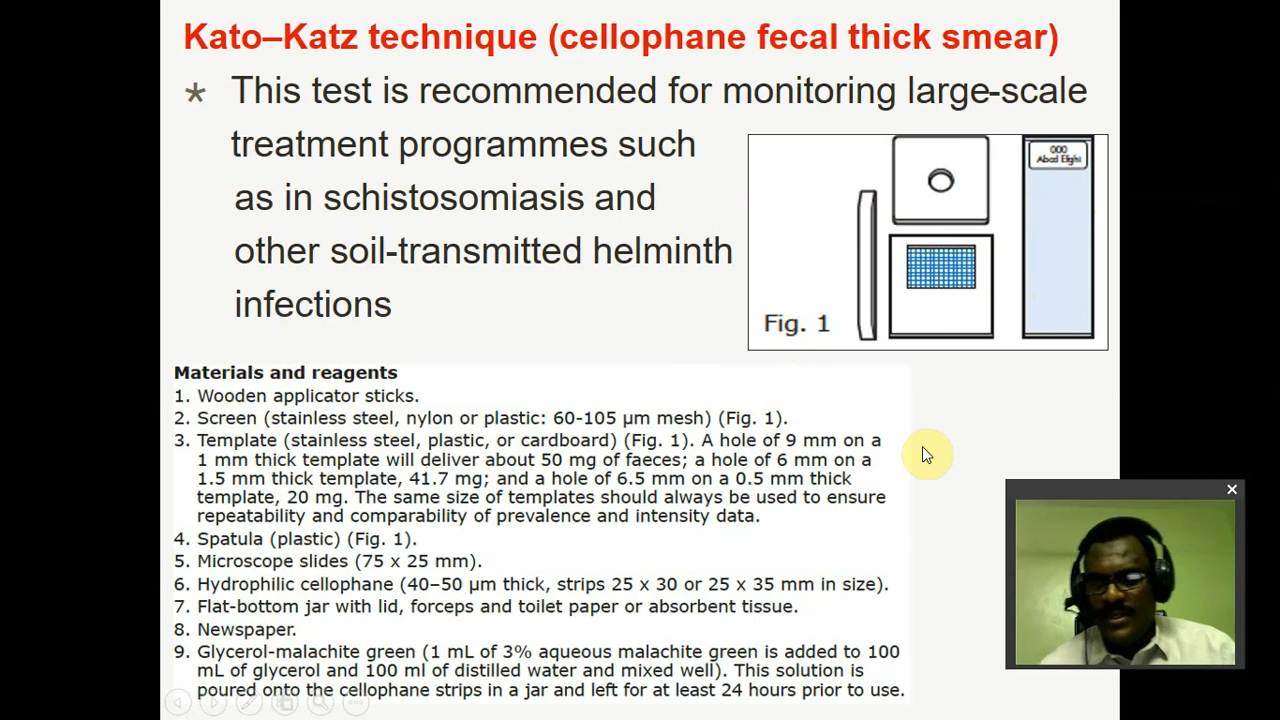 Kato–Katz technique (cellophane fecal thick smear)
* This test is recommended for monitoring large-scale
treatment programmes such
as in schistosomiasis and
other soil-transmitted helminth
infections
000
Abcd Efghi
Fig. 1
Materials and reagents
1. Wooden applicator sticks.
2. Screen (stainless steel, nylon or plastic: 60-105 µm mesh) (Fig. 1).
3. Template (stainless steel, plastic, or cardboard) (Fig. 1). A hole of 9 mm on a
1 mm thick template will deliver about 50 mg of faeces; a hole of 6 mm on a
1.5 mm thick template, 41.7 mg; and a hole of 6.5 mm on a 0.5 mm thick
template, 20 mg. The same size of templates should always be used to ensure
repeatability and comparability of prevalence and intensity data.
4. Spatula (plastic) (Fig. 1).
5. Microscope slides (75 x 25 mm).
6. Hydrophilic cellophane (40–50 µm thick, strips 25 x 30 or 25 x 35 mm in size).
7. Flat-bottom jar with lid, forceps and toilet paper or absorbent tissue.
8. Newspaper.
9. Glycerol-malachite green (1 mL of 3% aqueous malachite green is added to 100
mL of glycerol and 100 ml of distilled water and mixed well). This solution is
poured onto the cellophane strips in a jar and left for at least 24 hours prior to use.